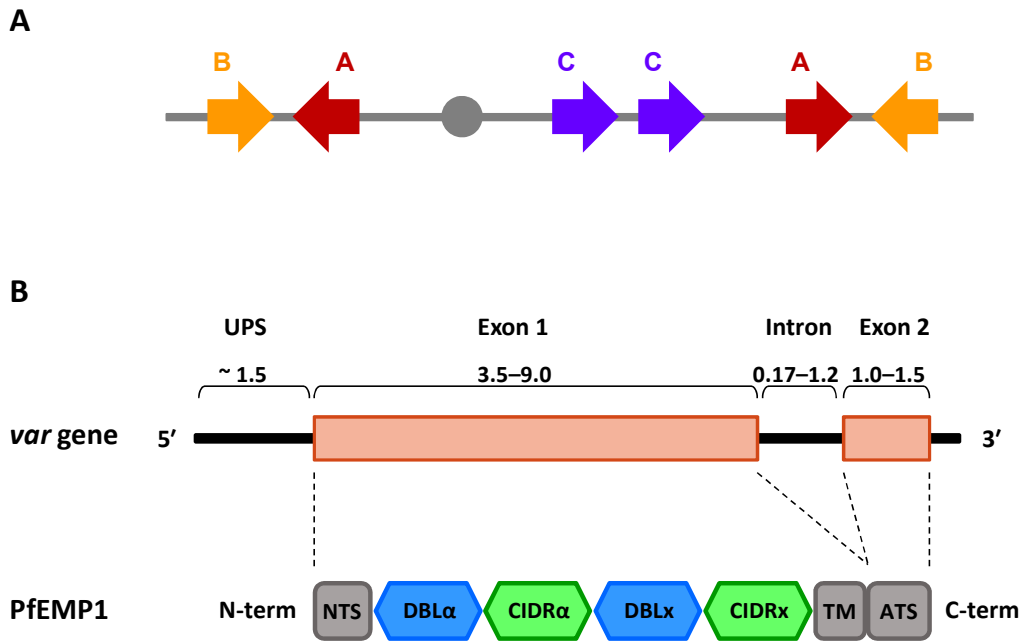 A
B A C C A B
B
UPS Exon 1 Intron Exon 2
~ 1.5 3.5–9.0 0.17–1.2 1.0–1.5
var gene 5′ 3′
PfEMP1 N-term NTS DBLα CIDRα DBLx CIDRx TM ATS C-term